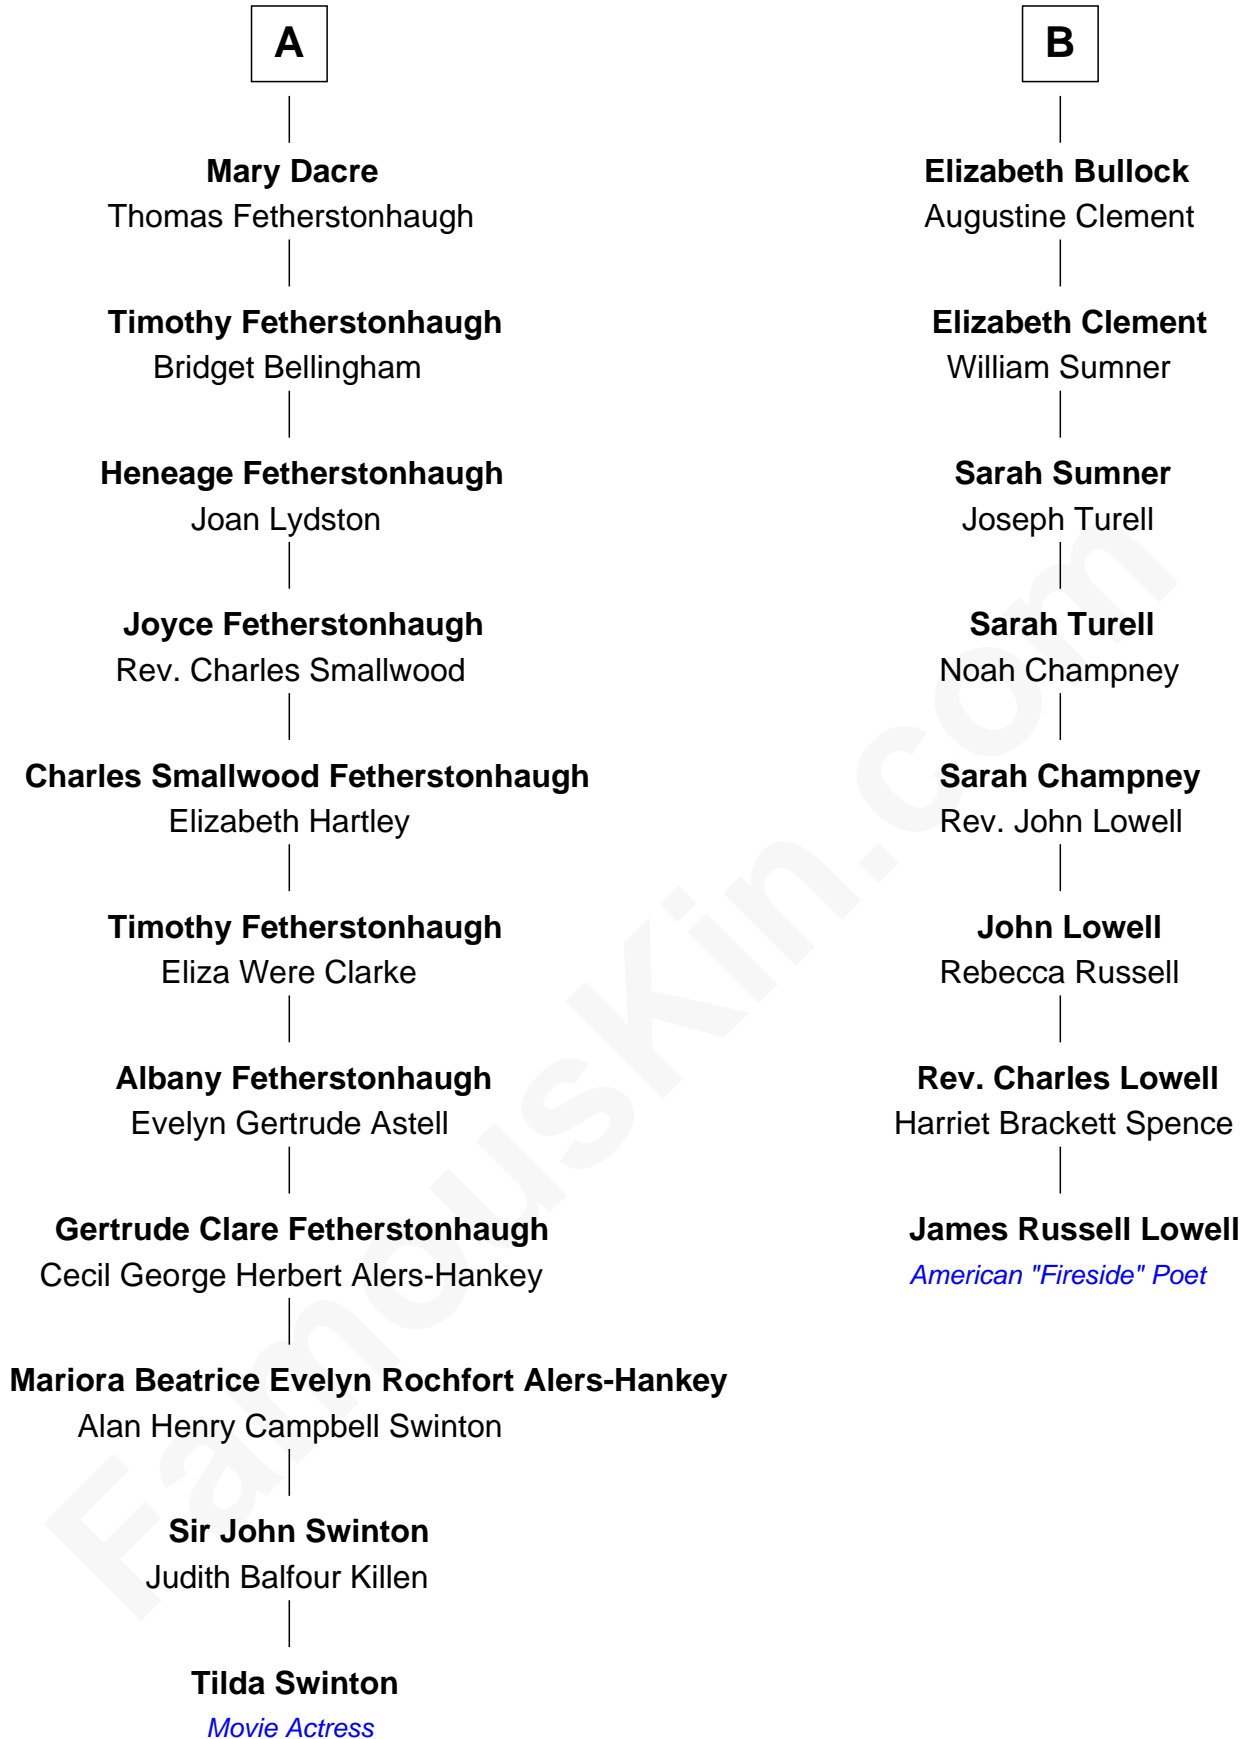 A
Mary Dacre
Thomas Fetherstonhaugh
Timothy Fetherstonhaugh
Bridget Bellingham
Heneage Fetherstonhaugh
Joan Lydston
Joyce Fetherstonhaugh
Rev. Charles Smallwood
Charles Smallwood Fetherstonhaugh
Elizabeth Hartley
Timothy Fetherstonhaugh
Eliza Were Clarke
Albany Fetherstonhaugh
Evelyn Gertrude Astell
Gertrude Clare Fetherstonhaugh
Cecil George Herbert Alers-Hankey
Mariora Beatrice Evelyn Rochfort Alers-Hankey
Alan Henry Campbell Swinton
Sir John Swinton
Judith Balfour Killen
Tilda Swinton
Movie Actress
B
Elizabeth Bullock
Augustine Clement
Elizabeth Clement
William Sumner
Sarah Sumner
Joseph Turell
Sarah Turell
Noah Champney
Sarah Champney
Rev. John Lowell
John Lowell
Rebecca Russell
Rev. Charles Lowell
Harriet Brackett Spence
James Russell Lowell
American "Fireside" Poet
FamousKin.com